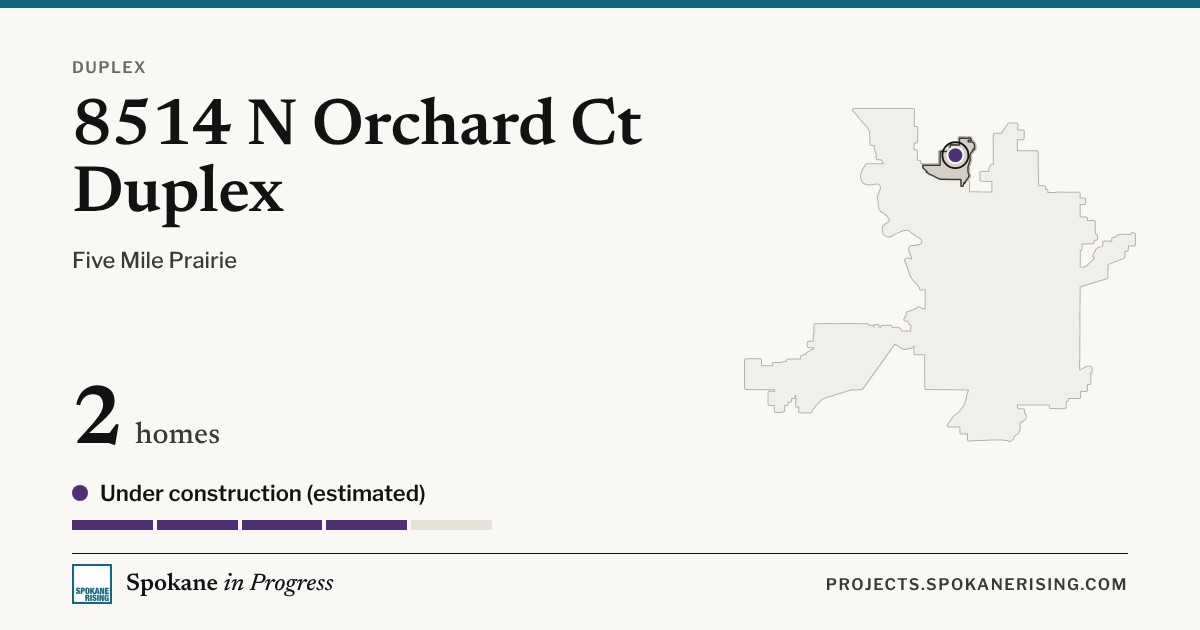 DUPLEX
8514 N Orchard Ct
Duplex
Five Mile Prairie
2 homes
Under construction (estimated)
SPOKANE
RISING
Spokane in Progress
PROJECTS.SPOKANERISING.COM